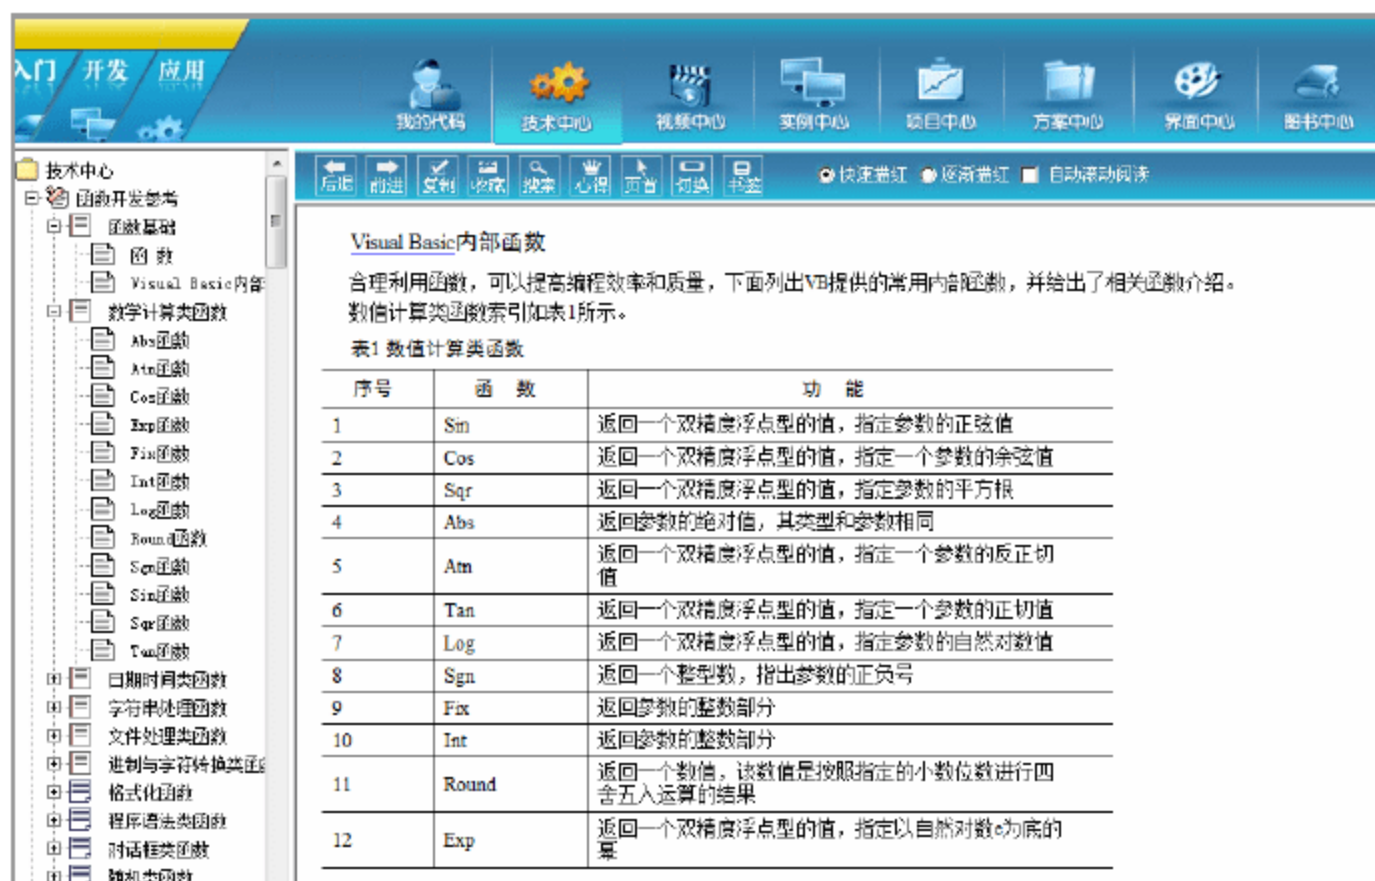 入门 开发 应用
我的代码 技术中心 视频中心 实例中心 项目中心 方案中心 界面中心 图书中心
后退 前进 复制 收藏 搜索 心得 页首 切换 书签 快速描红 逐渐描红 自动滚动阅读
技术中心
函数开发参考
函数基础
函 数
Visual Basic内部
数学计算类函数
Abs函数
Atn函数
Cos函数
Exp函数
Fix函数
Int函数
log函数
Round函数
Sgn函数
Sin函数
Sqr函数
Tan函数
日期时间类函数
字符串处理函数
文件处理类函数
进制与字符转换类函
格式化函数
程序语法类函数
对话框类函数
随机类函数
Visual Basic内部函数
合理利用函数，可以提高编程效率和质量，下面列出VB提供的常用内部函数，并给出了相关函数介绍。
数值计算类函数索引如表1所示。
表1 数值计算类函数
序号 函 数 功 能
1 Sin 返回一个双精度浮点型的值，指定参数的正弦值
2 Cos 返回一个双精度浮点型的值，指定一个参数的余弦值
3 Sqr 返回一个双精度浮点型的值，指定参数的平方根
4 Abs 返回参数的绝对值，其类型和参数相同
5 Atn 返回一个双精度浮点型的值，指定一个参数的反正切
值
6 Tan 返回一个双精度浮点型的值，指定一个参数的正切值
7 Log 返回一个双精度浮点型的值，指定参数的自然对数值
8 Sgn 返回一个整型数，指出参数的正负号
9 Fix 返回参数的整数部分
10 Int 返回参数的整数部分
11 Round 返回一个数值，该数值是按照指定的小数位数进行四
舍五入运算的结果
12 Exp 返回一个双精度浮点型的值，指定以自然对数e为底的
幂